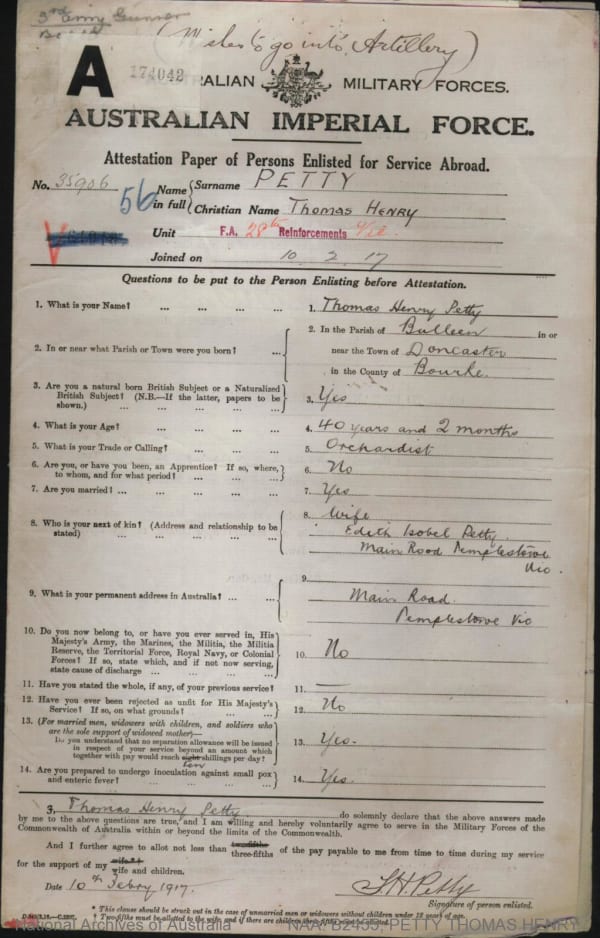 3rd Army Gunner
(Wishes to go into Artillery)
A
174042
RALIAN MILITARY FORCES.
AUSTRALIAN IMPERIAL FORCE.
Attestation Paper of Persons Enlisted for Service Abroad.
No. 35906
56
Name in full { Surname PETTY
Christian Name Thomas HENRY
Unit F.A. 28th Reinforcements
Joined on 10.2.17
Questions to be put to the Person Enlisting before Attestation.
1. What is your Name? ... ... ... ... 1. Thomas Henry Petty
2. In or near what Parish or Town were you born? ... 2. In the Parish of Bulleen in or
near the Town of Doncaster
in the County of Bourke.
3. Are you a natural born British Subject or a Naturalized
British Subject? (N.B.—If the latter, papers to be
shown.) ... ... ... ... 3. Yes
4. What is your Age? ... ... ... ... 4. 40 years and 2 months
5. What is your Trade or Calling? ... ... ... 5. Orchardist
6. Are you, or have you been, an Apprentice? If so, where,
to whom, and for what period? ... ... ... 6. No
7. Are you married? ... ... ... ... 7. Yes
8. Who is your next of kin? (Address and relationship to be
stated) ... ... ... 8. Wife
Edith Isobel Petty
Main Road Templestowe
Vic.
9. What is your permanent address in Australia? ... ... 9. Main Road
Templestowe Vic
10. Do you now belong to, or have you ever served in, His
Majesty's Army, the Marines, the Militia, the Militia
Reserve, the Territorial Force, Royal Navy, or Colonial
Forces? If so, state which, and if not now serving,
state cause of discharge ... ... ... 10. No
11. Have you stated the whole, if any, of your previous service? 11. —
12. Have you ever been rejected as unfit for His Majesty's
Service? If so, on what grounds? ... ... ... 12. No
13. (For married men, widowers with children, and soldiers who
are the sole support of widowed mother)—
Do you understand that no separation allowance will be issued
in respect of your service beyond an amount which
together with pay would reach eight shillings per day?
ten
13. Yes.
14. Are you prepared to undergo inoculation against small pox
and enteric fever? ... ... ... 14. Yes.
I, Thomas Henry Petty do solemnly declare that the above answers made
by me to the above questions are true, and I am willing and hereby voluntarily agree to serve in the Military Forces of the
Commonwealth of Australia within or beyond the limits of the Commonwealth.
And I further agree to allot not less than two-fifths three-fifths of the pay payable to me from time to time during my service
for the support of my wife*† wife and children.
Date 10th Febry 1917. T H Petty
Signature of person enlisted.
* This clause should be struck out in the case of unmarried men or widowers without children under 18 years of age.
† Two-fifths must be allotted to the wife, and if there are children three-fifths must be allotted.
National Archives of Australia NAA: B2455, PETTY THOMAS HENRY